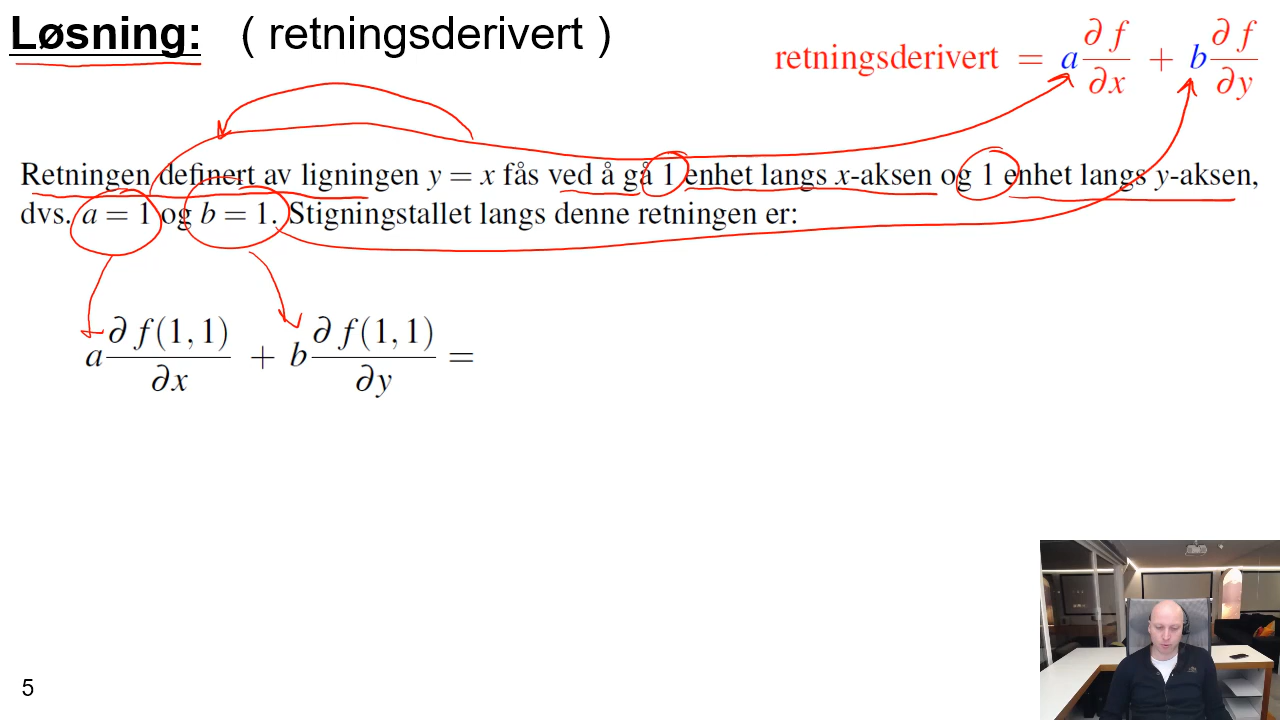 Løsning: ( retningsderivert )
retningsderivert = a ∂f/∂x + b ∂f/∂y
Retningen definert av ligningen y = x fås ved å gå 1 enhet langs x-aksen og 1 enhet langs y-aksen,
dvs. a = 1 og b = 1. Stigningstallet langs denne retningen er:
a ∂f(1,1)/∂x + b ∂f(1,1)/∂y =
5